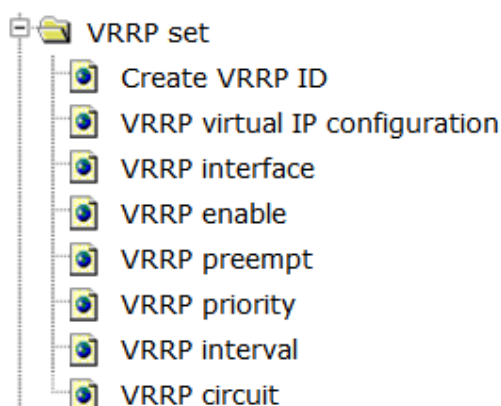 VRRP set
Create VRRP ID
VRRP virtual IP configuration
VRRP interface
VRRP enable
VRRP preempt
VRRP priority
VRRP interval
VRRP circuit